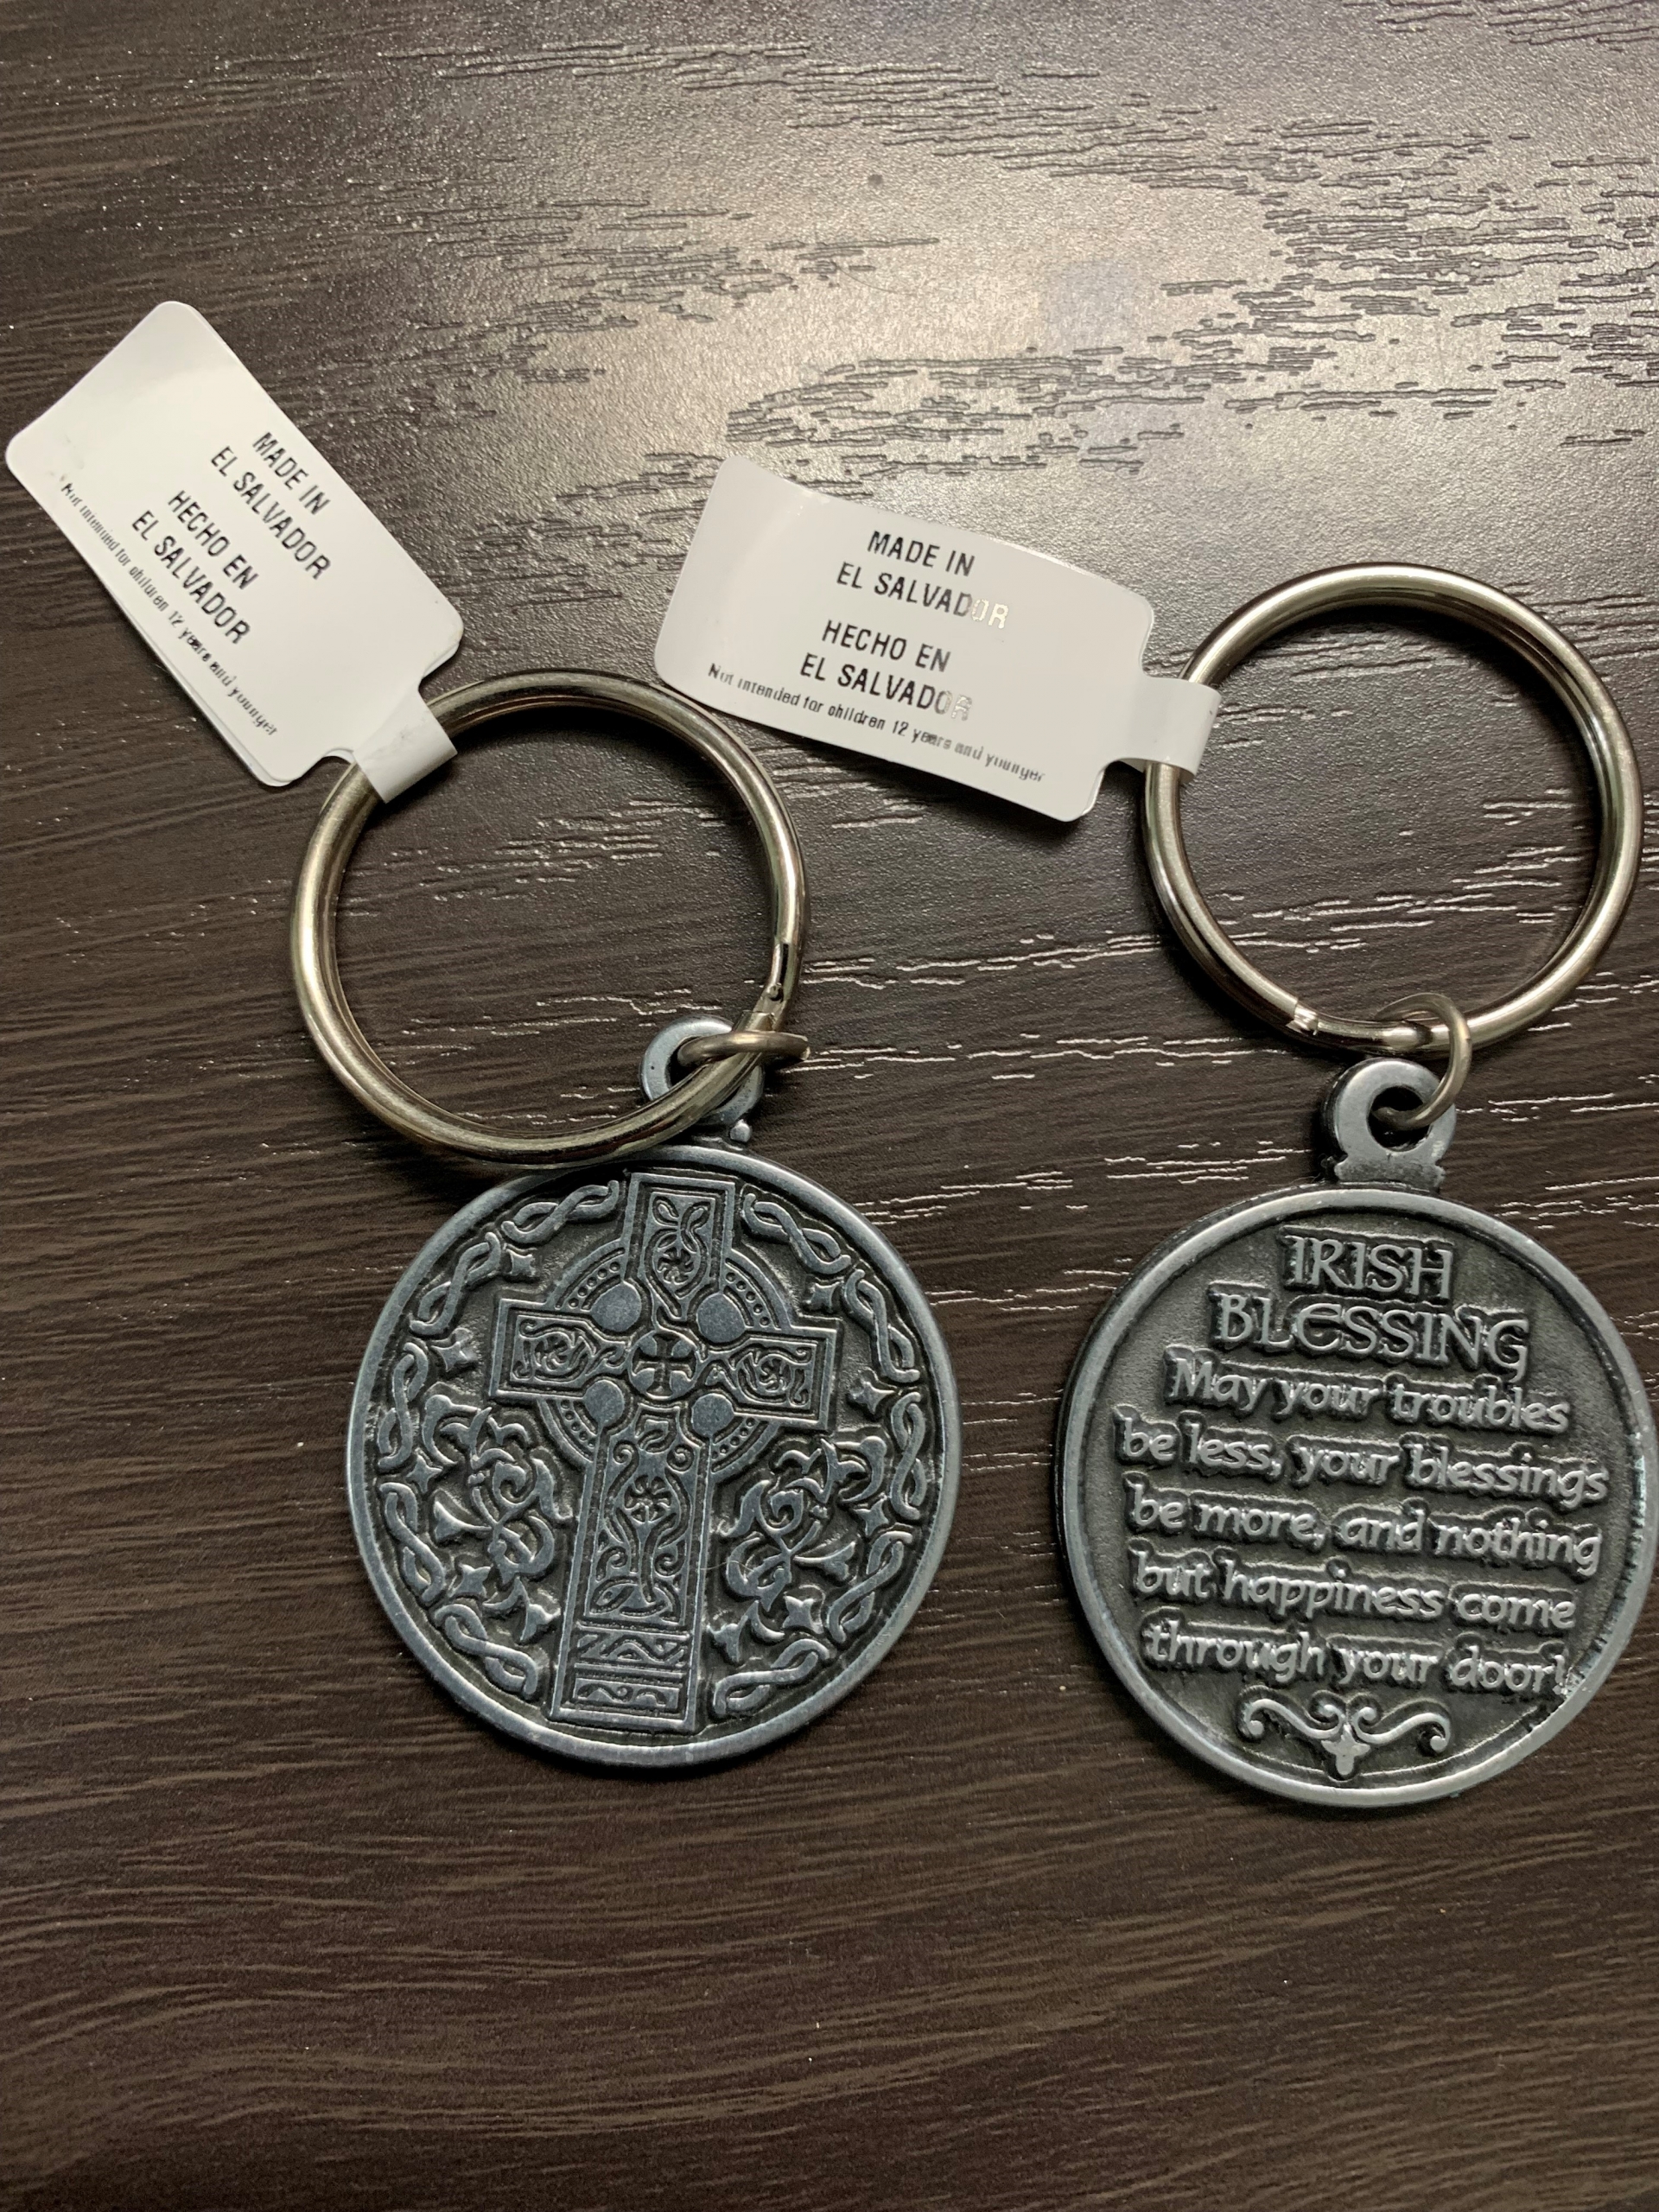 MADE IN
EL SALVADOR
HECHO EN
EL SALVADOR
Not intended for children 12 years and younger
MADE IN
EL SALVADOR
HECHO EN
EL SALVADOR
Not intended for children 12 years and younger
IRISH
BLESSING
May your troubles
be less, your blessings
be more, and nothing
but happiness come
through your door!